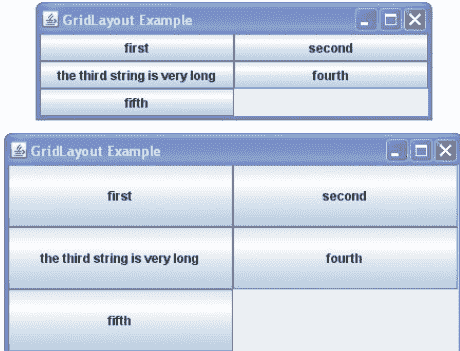 GridLayout Example
first second
the third string is very long fourth
fifth
GridLayout Example
first second
the third string is very long fourth
fifth